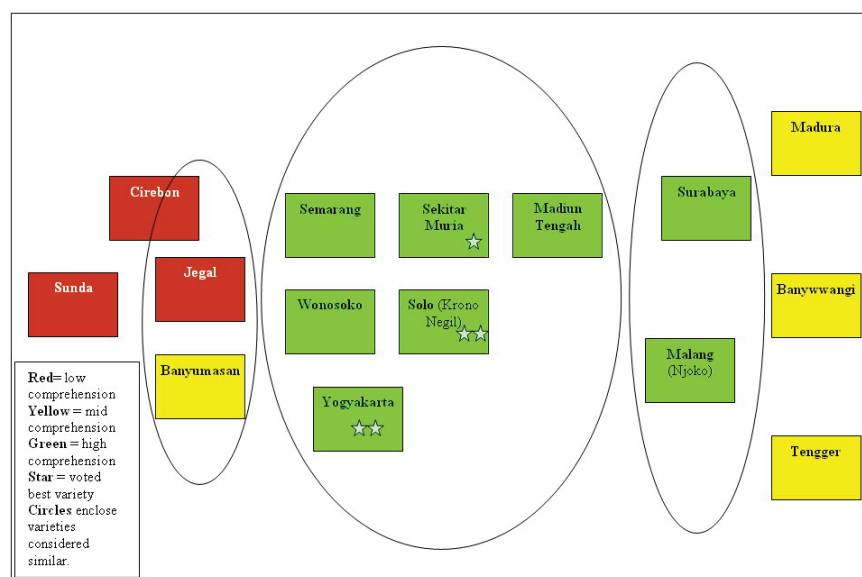 Madura
Cirebon
Surabaya
Semarang
Sekitar
Muria
Madiun
Tengah
Jegal
Sunda
Banywwangi
Wonosoko
Solo (Krono
Negil)
Malang
(Njoko)
Banyumasan
Yogyakarta
Tengger
Red= low
comprehension
Yellow = mid
comprehension
Green = high
comprehension
Star = voted
best variety
Circles enclose
varieties
considered
similar.